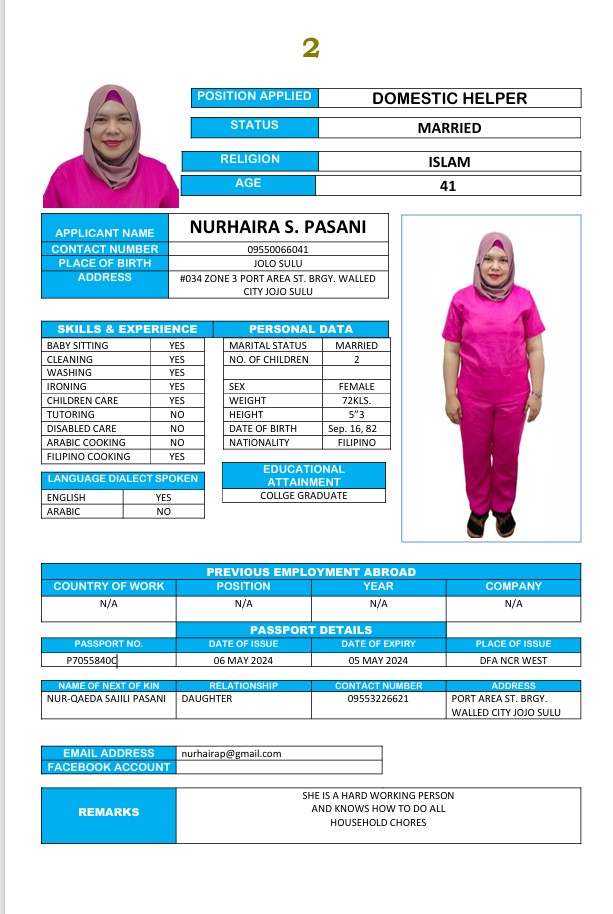 2
POSITION APPLIED DOMESTIC HELPER
STATUS MARRIED
RELIGION ISLAM
AGE 41
APPLICANT NAME NURHAIRA S. PASANI
CONTACT NUMBER 09550066041
PLACE OF BIRTH JOLO SULU
ADDRESS #034 ZONE 3 PORT AREA ST. BRGY. WALLED
CITY JOJO SULU
SKILLS & EXPERIENCE
BABY SITTING YES
CLEANING YES
WASHING YES
IRONING YES
CHILDREN CARE YES
TUTORING NO
DISABLED CARE NO
ARABIC COOKING NO
FILIPINO COOKING YES
PERSONAL DATA
MARITAL STATUS MARRIED
NO. OF CHILDREN 2
SEX FEMALE
WEIGHT 72KLS.
HEIGHT 5"3
DATE OF BIRTH Sep. 16, 82
NATIONALITY FILIPINO
LANGUAGE DIALECT SPOKEN
ENGLISH YES
ARABIC NO
EDUCATIONAL
ATTAINMENT
COLLGE GRADUATE
PREVIOUS EMPLOYMENT ABROAD
COUNTRY OF WORK POSITION YEAR COMPANY
N/A N/A N/A N/A
PASSPORT DETAILS
PASSPORT NO. DATE OF ISSUE DATE OF EXPIRY PLACE OF ISSUE
P7055840C 06 MAY 2024 05 MAY 2024 DFA NCR WEST
NAME OF NEXT OF KIN RELATIONSHIP CONTACT NUMBER ADDRESS
NUR-QAEDA SAJILI PASANI DAUGHTER 09553226621 PORT AREA ST. BRGY.
WALLED CITY JOJO SULU
EMAIL ADDRESS nurhairap@gmail.com
FACEBOOK ACCOUNT
REMARKS
SHE IS A HARD WORKING PERSON
AND KNOWS HOW TO DO ALL
HOUSEHOLD CHORES